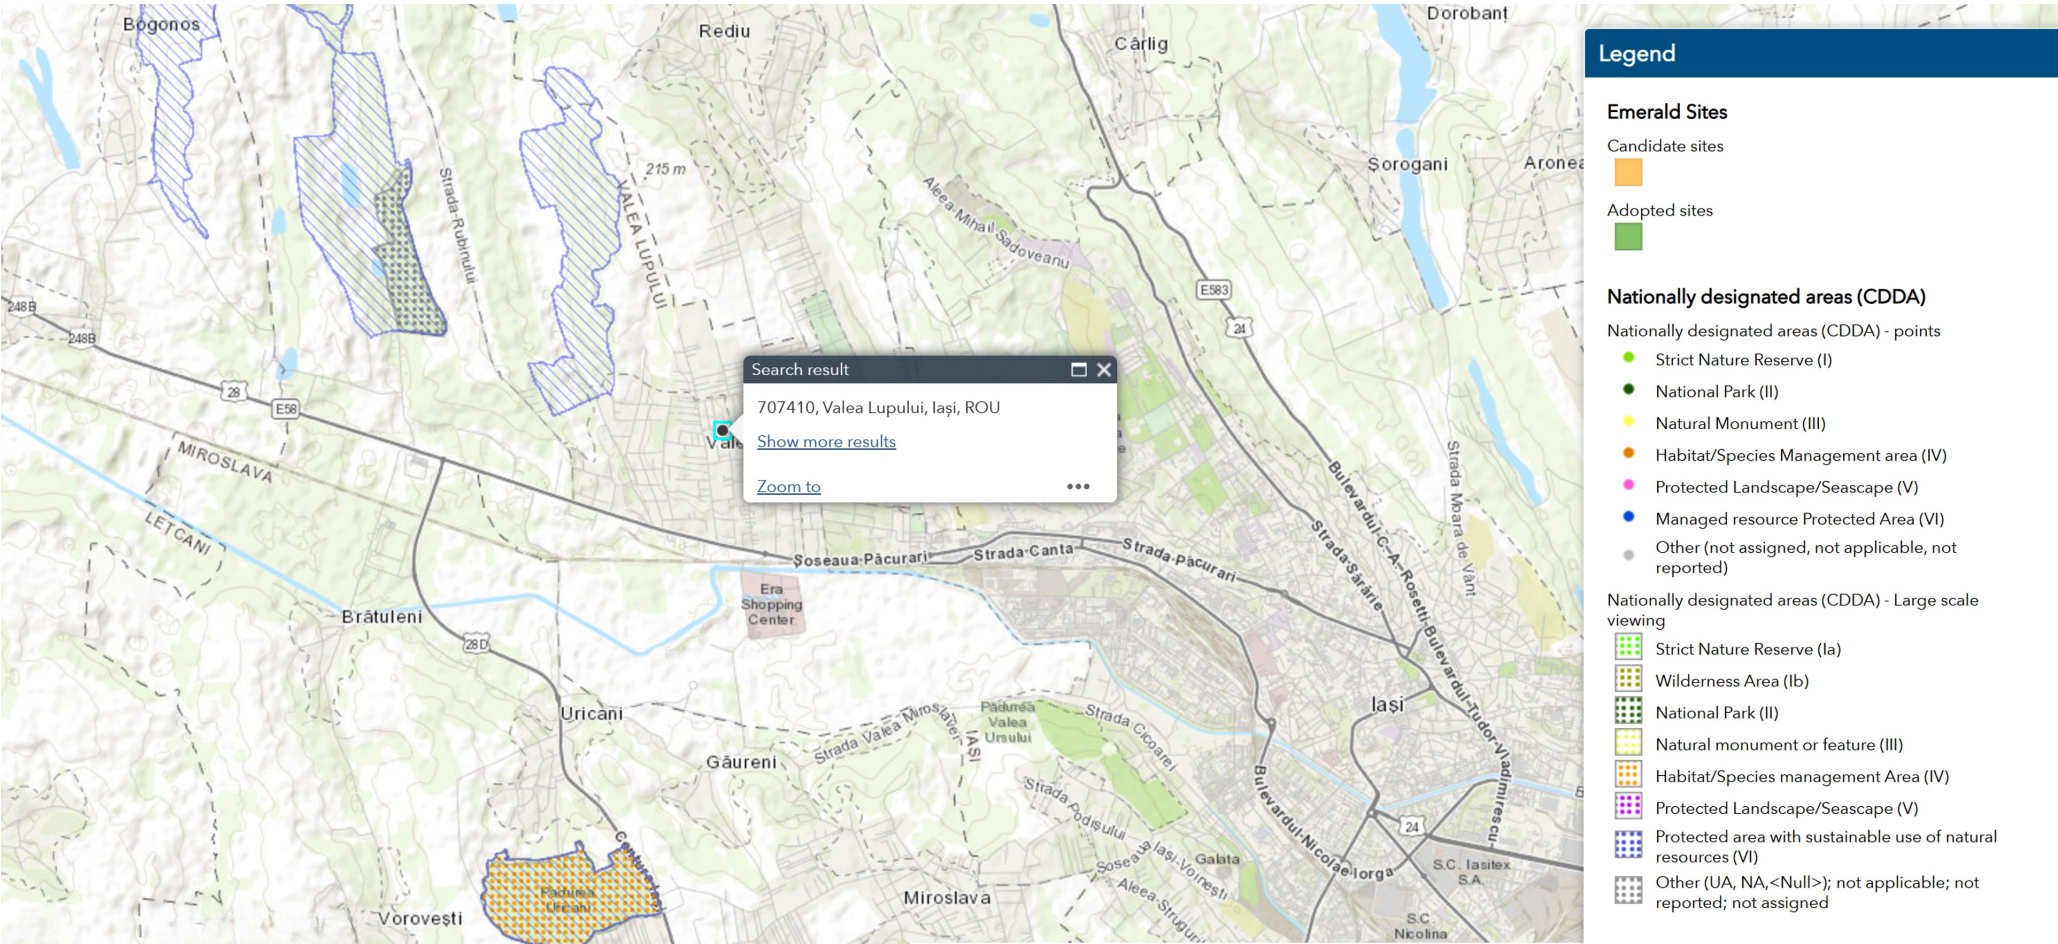 Bogonos
Rediu
Cârlig
Dorobanț
Șorogani
Aronea
215 m
Strada Rubinului
VALEA LUPULUI
Aleea Mihail Sadoveanu
E583
24
248B
248B
28
E58
MIROSLAVA
LEȚCANI
Vale
Search result
707410, Valea Lupului, Iași, ROU
Show more results
Zoom to
•••
Strada Moara de Vânt
Bulevardul C. A. Rosetti
Bulevardul Tudor Vladimirescu
Strada Sărărie
Șoseaua Păcurari
Strada Canta
Strada Păcurari
Era
Shopping
Center
Brătuleni
28D
Uricani
Găureni
Strada Valea Miroslavei
IAȘI
Pădurea
Valea
Ursului
Strada Cicoarei
Iași
Strada Podișului
Șoseaua Iași-Voinești
Aleea Strugurilor
Galata
Bulevardul Nicolae Iorga
24
S.C. Iasitex
S.A.
S.C.
Nicolina
Miroslava
Vorovești
Pădurea
Uricani
Legend
Emerald Sites
Candidate sites
Adopted sites
Nationally designated areas (CDDA)
Nationally designated areas (CDDA) - points
Strict Nature Reserve (I)
National Park (II)
Natural Monument (III)
Habitat/Species Management area (IV)
Protected Landscape/Seascape (V)
Managed resource Protected Area (VI)
Other (not assigned, not applicable, not
reported)
Nationally designated areas (CDDA) - Large scale
viewing
Strict Nature Reserve (Ia)
Wilderness Area (Ib)
National Park (II)
Natural monument or feature (III)
Habitat/Species management Area (IV)
Protected Landscape/Seascape (V)
Protected area with sustainable use of natural
resources (VI)
Other (UA, NA,<Null>); not applicable; not
reported; not assigned